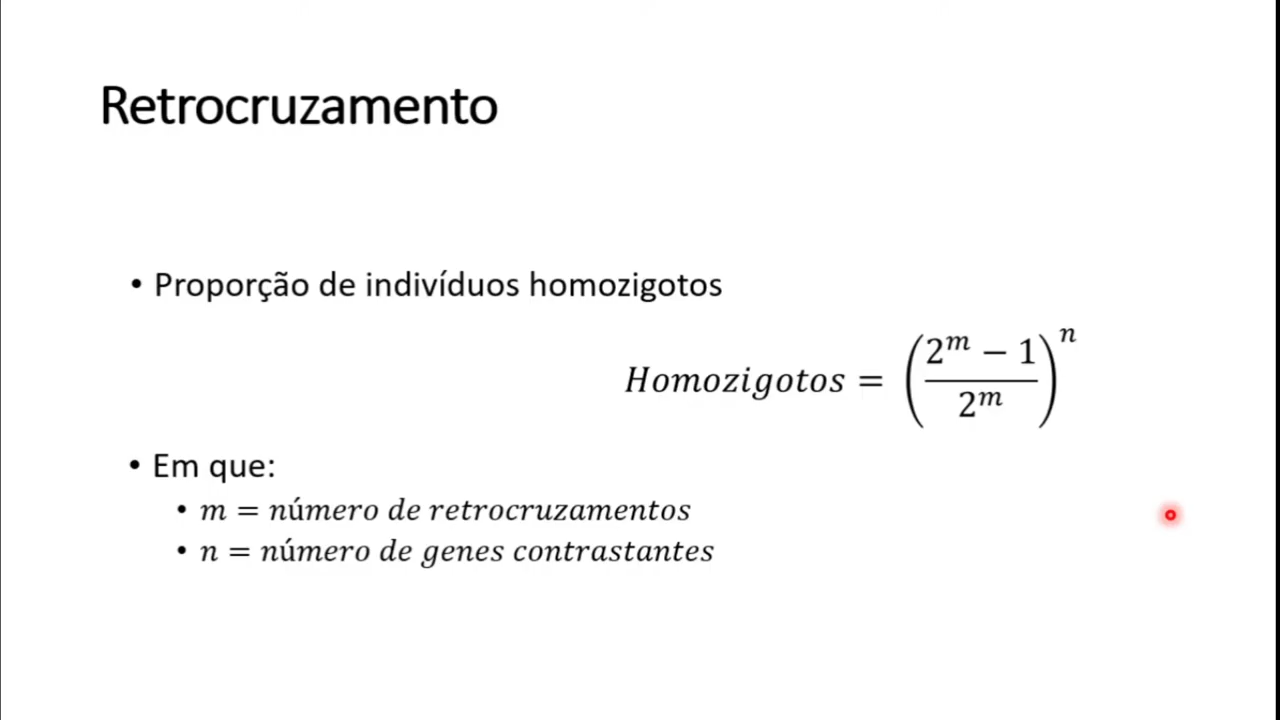 Retrocruzamento
• Proporção de indivíduos homozigotos
Homozigotos = ((2^m − 1)/2^m)^n
• Em que:
• m = número de retrocruzamentos
• n = número de genes contrastantes